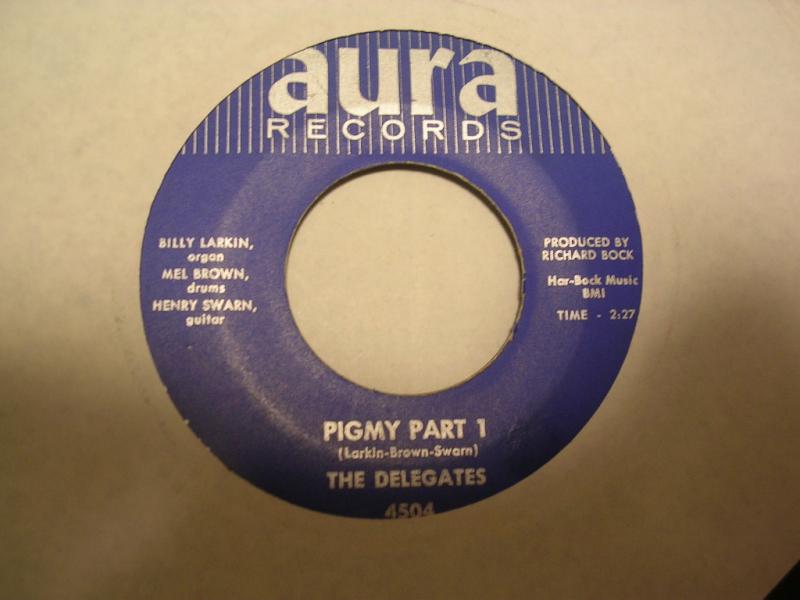 aura
RECORDS
BILLY LARKIN,
organ
MEL BROWN,
drums
HENRY SWARN,
guitar
PRODUCED BY
RICHARD BOCK
Har-Bock Music
BMI
TIME - 2:27
PIGMY PART 1
(Larkin-Brown-Swarn)
THE DELEGATES
4504